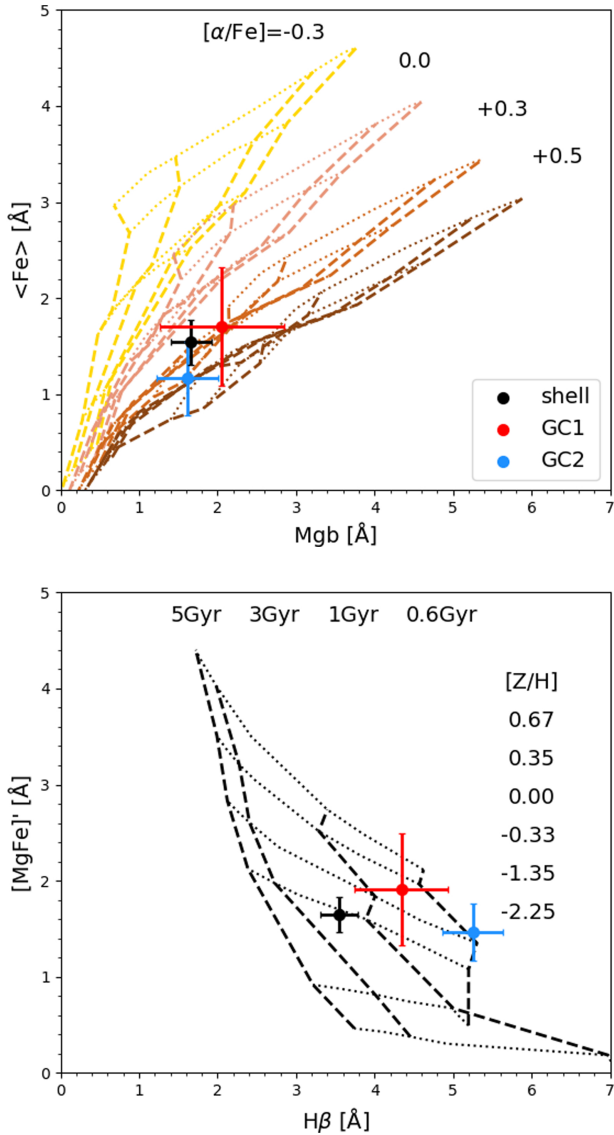 [α/Fe]=-0.3
0.0
+0.3
+0.5
5
4
3
2
1
0
<Fe> [Å]
shell
GC1
GC2
0 1 2 3 4 5 6 7
Mgb [Å]
5Gyr 3Gyr 1Gyr 0.6Gyr
[Z/H]
0.67
0.35
0.00
-0.33
-1.35
-2.25
5
4
3
2
1
0
[MgFe]' [Å]
0 1 2 3 4 5 6 7
Hβ [Å]